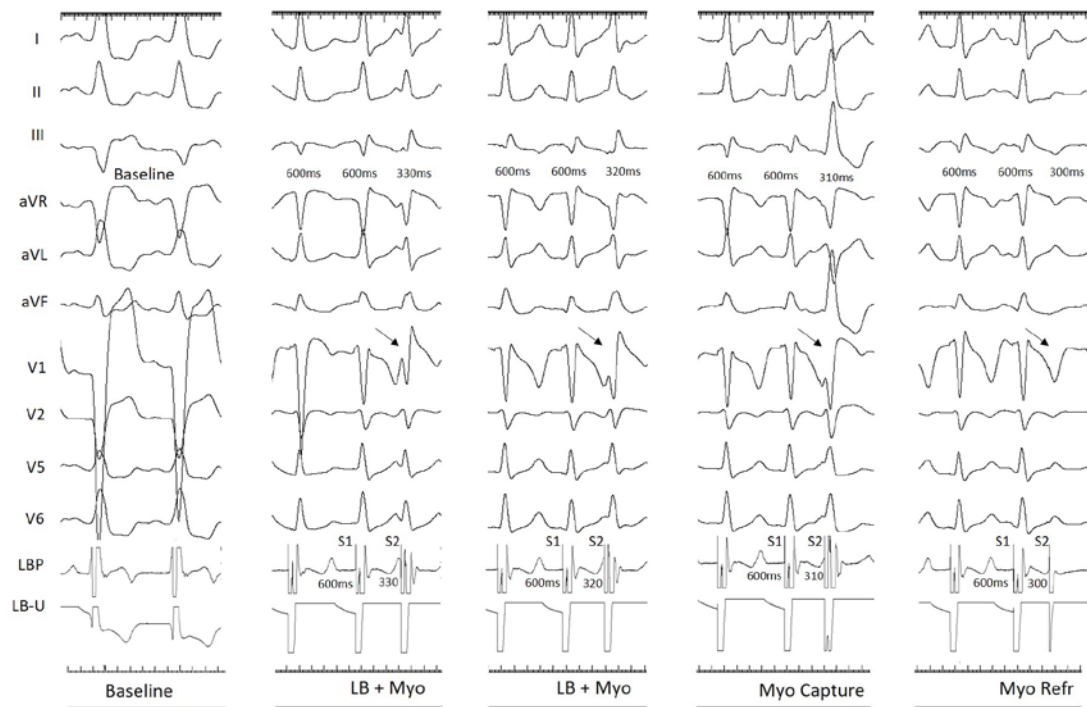 I
II
III
Baseline 600ms 600ms 330ms 600ms 600ms 320ms 600ms 600ms 310ms 600ms 600ms 300ms
aVR
aVL
aVF
V1
V2
V5
V6
S1 S2 S1 S2 S1 S2 S1 S2
LBP
600ms 330 600ms 320 600ms 310 600ms 300
LB-U
Baseline LB + Myo LB + Myo Myo Capture Myo Refr